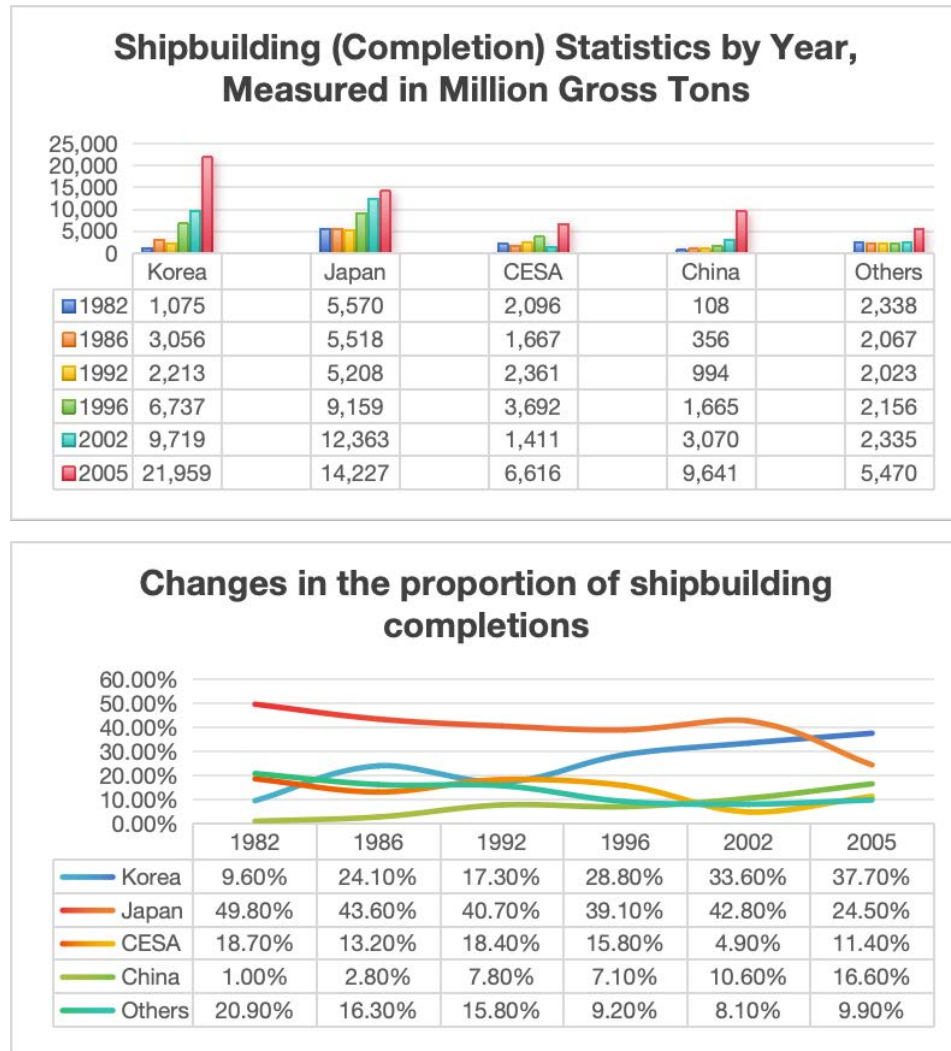 Shipbuilding (Completion) Statistics by Year,
Measured in Million Gross Tons
25,000
20,000
15,000
10,000
5,000
0
Korea Japan CESA China Others
1982 1,075 5,570 2,096 108 2,338
1986 3,056 5,518 1,667 356 2,067
1992 2,213 5,208 2,361 994 2,023
1996 6,737 9,159 3,692 1,665 2,156
2002 9,719 12,363 1,411 3,070 2,335
2005 21,959 14,227 6,616 9,641 5,470
Changes in the proportion of shipbuilding
completions
60.00%
50.00%
40.00%
30.00%
20.00%
10.00%
0.00%
1982 1986 1992 1996 2002 2005
Korea 9.60% 24.10% 17.30% 28.80% 33.60% 37.70%
Japan 49.80% 43.60% 40.70% 39.10% 42.80% 24.50%
CESA 18.70% 13.20% 18.40% 15.80% 4.90% 11.40%
China 1.00% 2.80% 7.80% 7.10% 10.60% 16.60%
Others 20.90% 16.30% 15.80% 9.20% 8.10% 9.90%